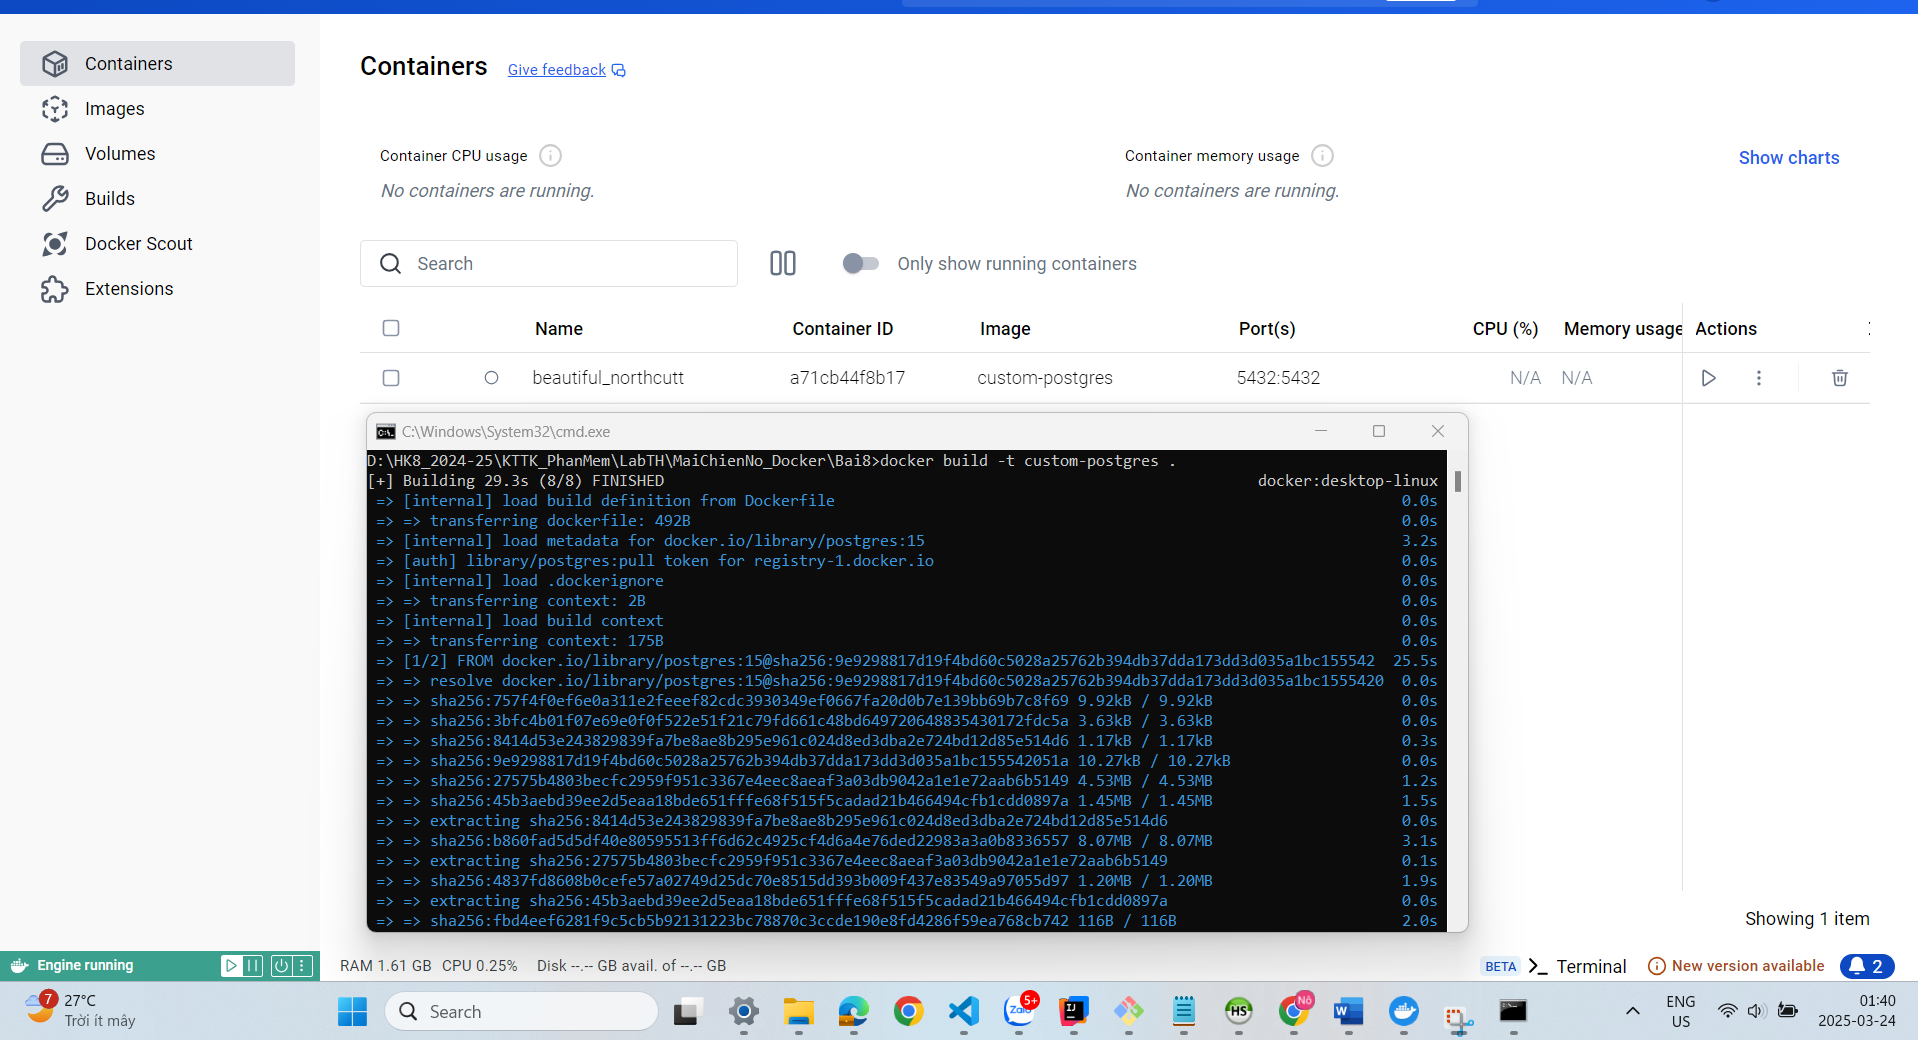 Containers
Images
Volumes
Builds
Docker Scout
Extensions
Containers Give feedback
Container CPU usage
No containers are running.
Container memory usage
No containers are running.
Show charts
Search
Only show running containers
Name Container ID Image Port(s) CPU (%) Memory usage Actions
beautiful_northcutt a71cb44f8b17 custom-postgres 5432:5432 N/A N/A
C:\Windows\System32\cmd.exe
D:\HK8_2024-25\KTTK_PhanMem\LabTH\MaiChienNo_Docker\Bai8>docker build -t custom-postgres .
[+] Building 29.3s (8/8) FINISHED docker:desktop-linux
=> [internal] load build definition from Dockerfile 0.0s
=> => transferring dockerfile: 492B 0.0s
=> [internal] load metadata for docker.io/library/postgres:15 3.2s
=> [auth] library/postgres:pull token for registry-1.docker.io 0.0s
=> [internal] load .dockerignore 0.0s
=> => transferring context: 2B 0.0s
=> [internal] load build context 0.0s
=> => transferring context: 175B 0.0s
=> [1/2] FROM docker.io/library/postgres:15@sha256:9e9298817d19f4bd60c5028a25762b394db37dda173dd3d035a1bc155542 25.5s
=> => resolve docker.io/library/postgres:15@sha256:9e9298817d19f4bd60c5028a25762b394db37dda173dd3d035a1bc1555420 0.0s
=> => sha256:757f4f0ef6e0a311e2feeef82cdc3930349ef0667fa20d0b7e139bb69b7c8f69 9.92kB / 9.92kB 0.0s
=> => sha256:3bfc4b01f07e69e0f0f522e51f21c79fd661c48bd649720648835430172fdc5a 3.63kB / 3.63kB 0.0s
=> => sha256:8414d53e243829839fa7be8ae8b295e961c024d8ed3dba2e724bd12d85e514d6 1.17kB / 1.17kB 0.3s
=> => sha256:9e9298817d19f4bd60c5028a25762b394db37dda173dd3d035a1bc155542051a 10.27kB / 10.27kB 0.0s
=> => sha256:27575b4803becfc2959f951c3367e4eec8aeaf3a03db9042a1e1e72aab6b5149 4.53MB / 4.53MB 1.2s
=> => sha256:45b3aebd39ee2d5eaa18bde651fffe68f515f5cadad21b466494cfb1cdd0897a 1.45MB / 1.45MB 1.5s
=> => extracting sha256:8414d53e243829839fa7be8ae8b295e961c024d8ed3dba2e724bd12d85e514d6 0.0s
=> => sha256:b860fad5d5df40e80595513ff6d62c4925cf4d6a4e76ded22983a3a0b8336557 8.07MB / 8.07MB 3.1s
=> => extracting sha256:27575b4803becfc2959f951c3367e4eec8aeaf3a03db9042a1e1e72aab6b5149 0.1s
=> => sha256:4837fd8608b0cefe57a02749d25dc70e8515dd393b009f437e83549a97055d97 1.20MB / 1.20MB 1.9s
=> => extracting sha256:45b3aebd39ee2d5eaa18bde651fffe68f515f5cadad21b466494cfb1cdd0897a 0.0s
=> => sha256:fbd4eef6281f9c5cb5b92131223bc78870c3ccde190e8fd4286f59ea768cb742 116B / 116B 2.0s
Showing 1 item
Engine running
RAM 1.61 GB CPU 0.25% Disk --.-- GB avail. of --.-- GB
BETA Terminal New version available 2
7 27°C
Trời ít mây
Search
Zalo 5+
IJ
HS
Nô
W
ENG
US
01:40
2025-03-24